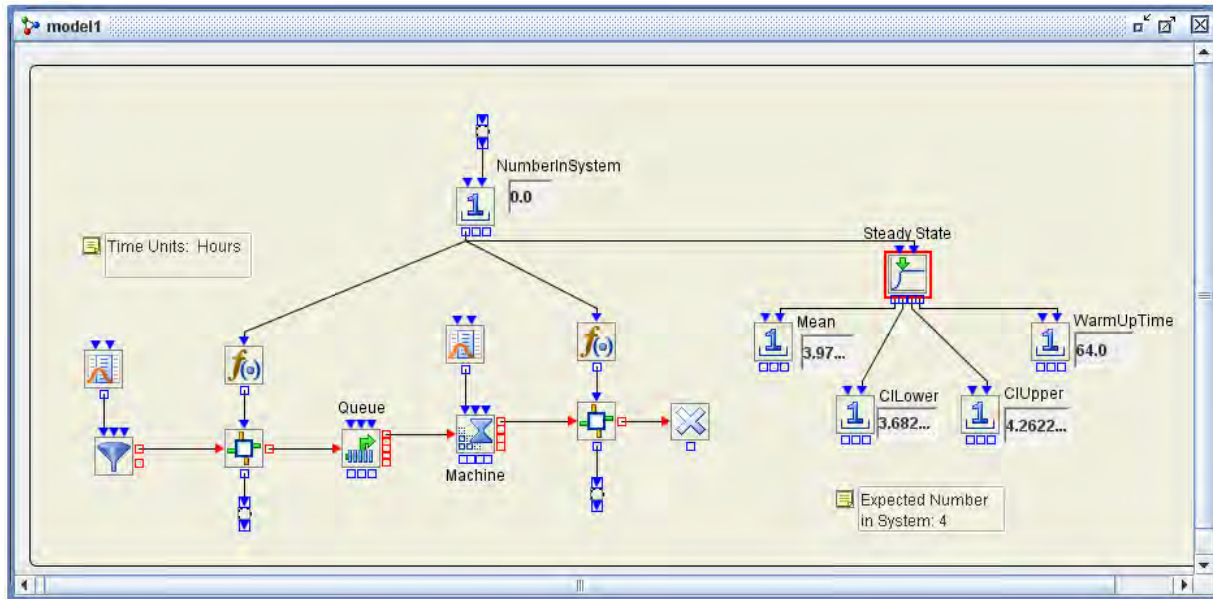 model1
NumberInSystem
0.0
Time Units: Hours
Steady State
Mean
3.97...
WarmUpTime
64.0
CILower
3.682...
CIUpper
4.2622...
Queue
Machine
Expected Number
in System: 4